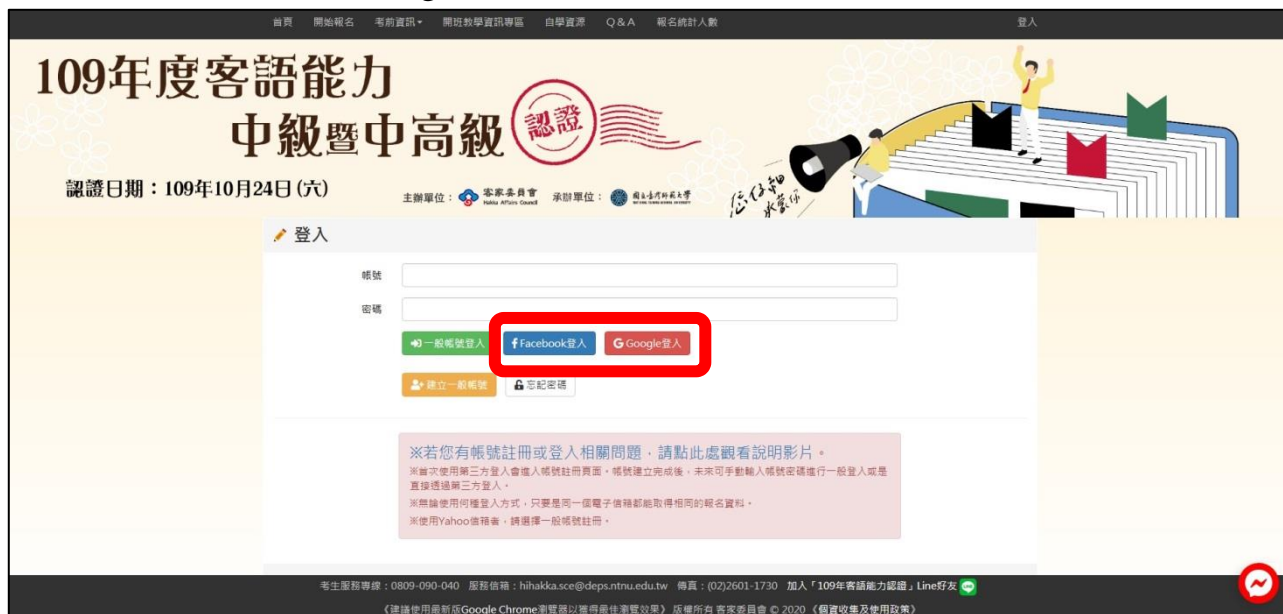 首頁 開始報名 考前資訊 開班教學資訊專區 自學資源 Q&A 報名統計人數 登入
109年度客語能力
中級暨中高級 認證
認證日期：109年10月24日(六)
主辦單位： 客家委員會 Hakka Affairs Council 承辦單位： 國立臺灣師範大學
登入
帳號
密碼
一般帳號登入 Facebook登入 Google登入
建立一般帳號 忘記密碼
※若您有帳號註冊或登入相關問題，請點此處觀看說明影片。
※首次使用第三方登入會進入帳號註冊頁面。帳號建立完成後，未來可手動輸入帳號密碼進行一般登入或是
直接透過第三方登入。
※無論使用何種登入方式，只要是同一個電子信箱都能取得相同的報名資料。
※使用Yahoo信箱者，請選擇一般帳號註冊。
考生服務專線：0809-090-040 服務信箱：hihakka.sce@deps.ntnu.edu.tw 傳真：(02)2601-1730 加入「109年客語能力認證」Line好友
《建議使用最新版Google Chrome瀏覽器以獲得最佳瀏覽效果》 版權所有 客家委員會 © 2020 《個資收集及使用政策》